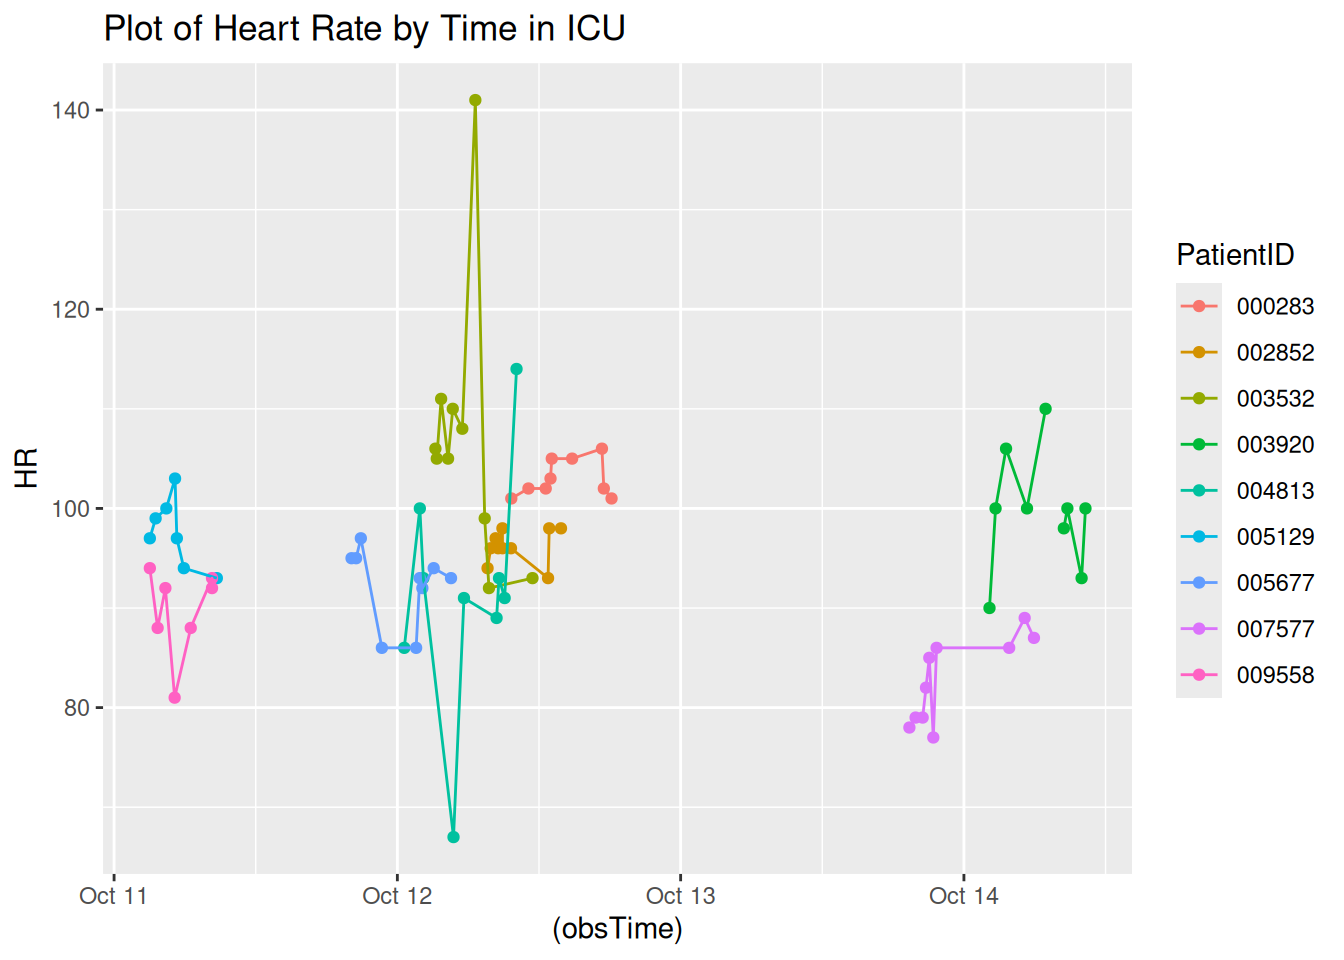 Plot of Heart Rate by Time in ICU
140
120
100
80
HR
Oct 11
Oct 12
Oct 13
Oct 14
(obsTime)
PatientID
000283
002852
003532
003920
004813
005129
005677
007577
009558